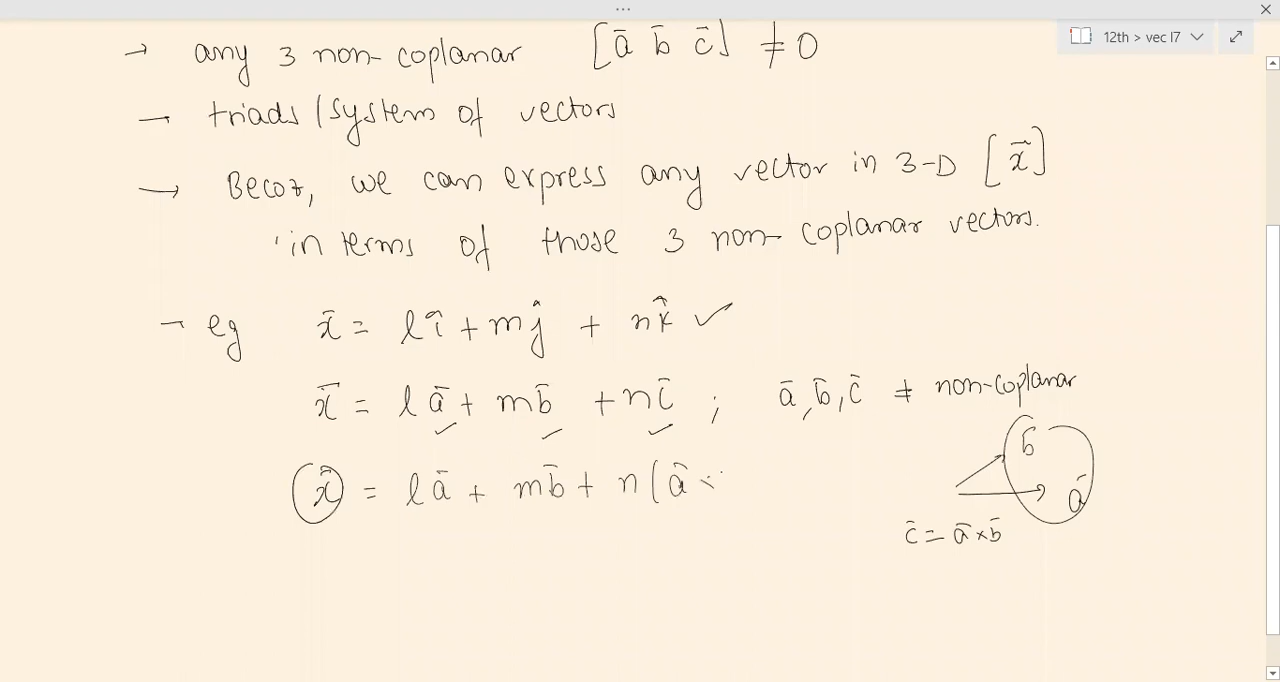 ...
12th > vec l7
→ any 3 non-coplanar [ā b̄ c̄] ≠ 0
→ triads / system of vectors
→ Becoz, we can express any vector in 3-D [x̄]
in terms of those 3 non-coplanar vectors.
- eg x̄ = lî + mĵ + nk̂ ✓
x̄ = lā + mb̄ + nc̄ ; ā, b̄, c̄ ≠ non-coplanar
b̄
x̄ = lā + mb̄ + n(ā ×
ā
c̄ = ā × b̄